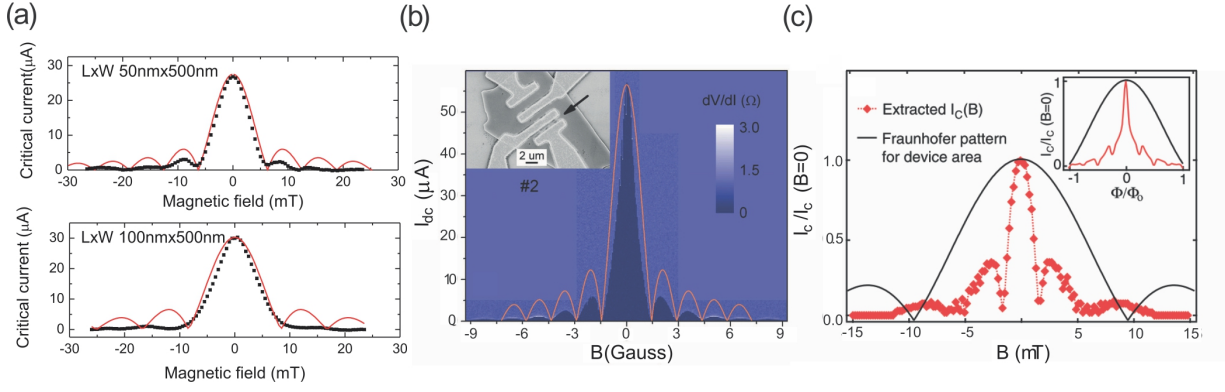 (a)
(b)
(c)
LxW 50nmx500nm
Critical current(μA)
30
20
10
0
-30
-20
-10
0
10
20
30
Magnetic field (mT)
LxW 100nmx500nm
Critical current (μA)
30
20
10
0
-30
-20
-10
0
10
20
30
Magnetic field (mT)
I_dc (μA)
50
40
30
20
10
0
2 um
#2
dV/dI (Ω)
3.0
1.5
0
-9
-6
-3
0
3
6
9
B(Gauss)
I_c/I_c (B=0)
1.0
0.5
0.0
Extracted I_C(B)
Fraunhofer pattern
for device area
I_c/I_c (B=0)
1
0
-1
0
1
Φ/Φ₀
-15
-10
-5
0
5
10
15
B (mT)